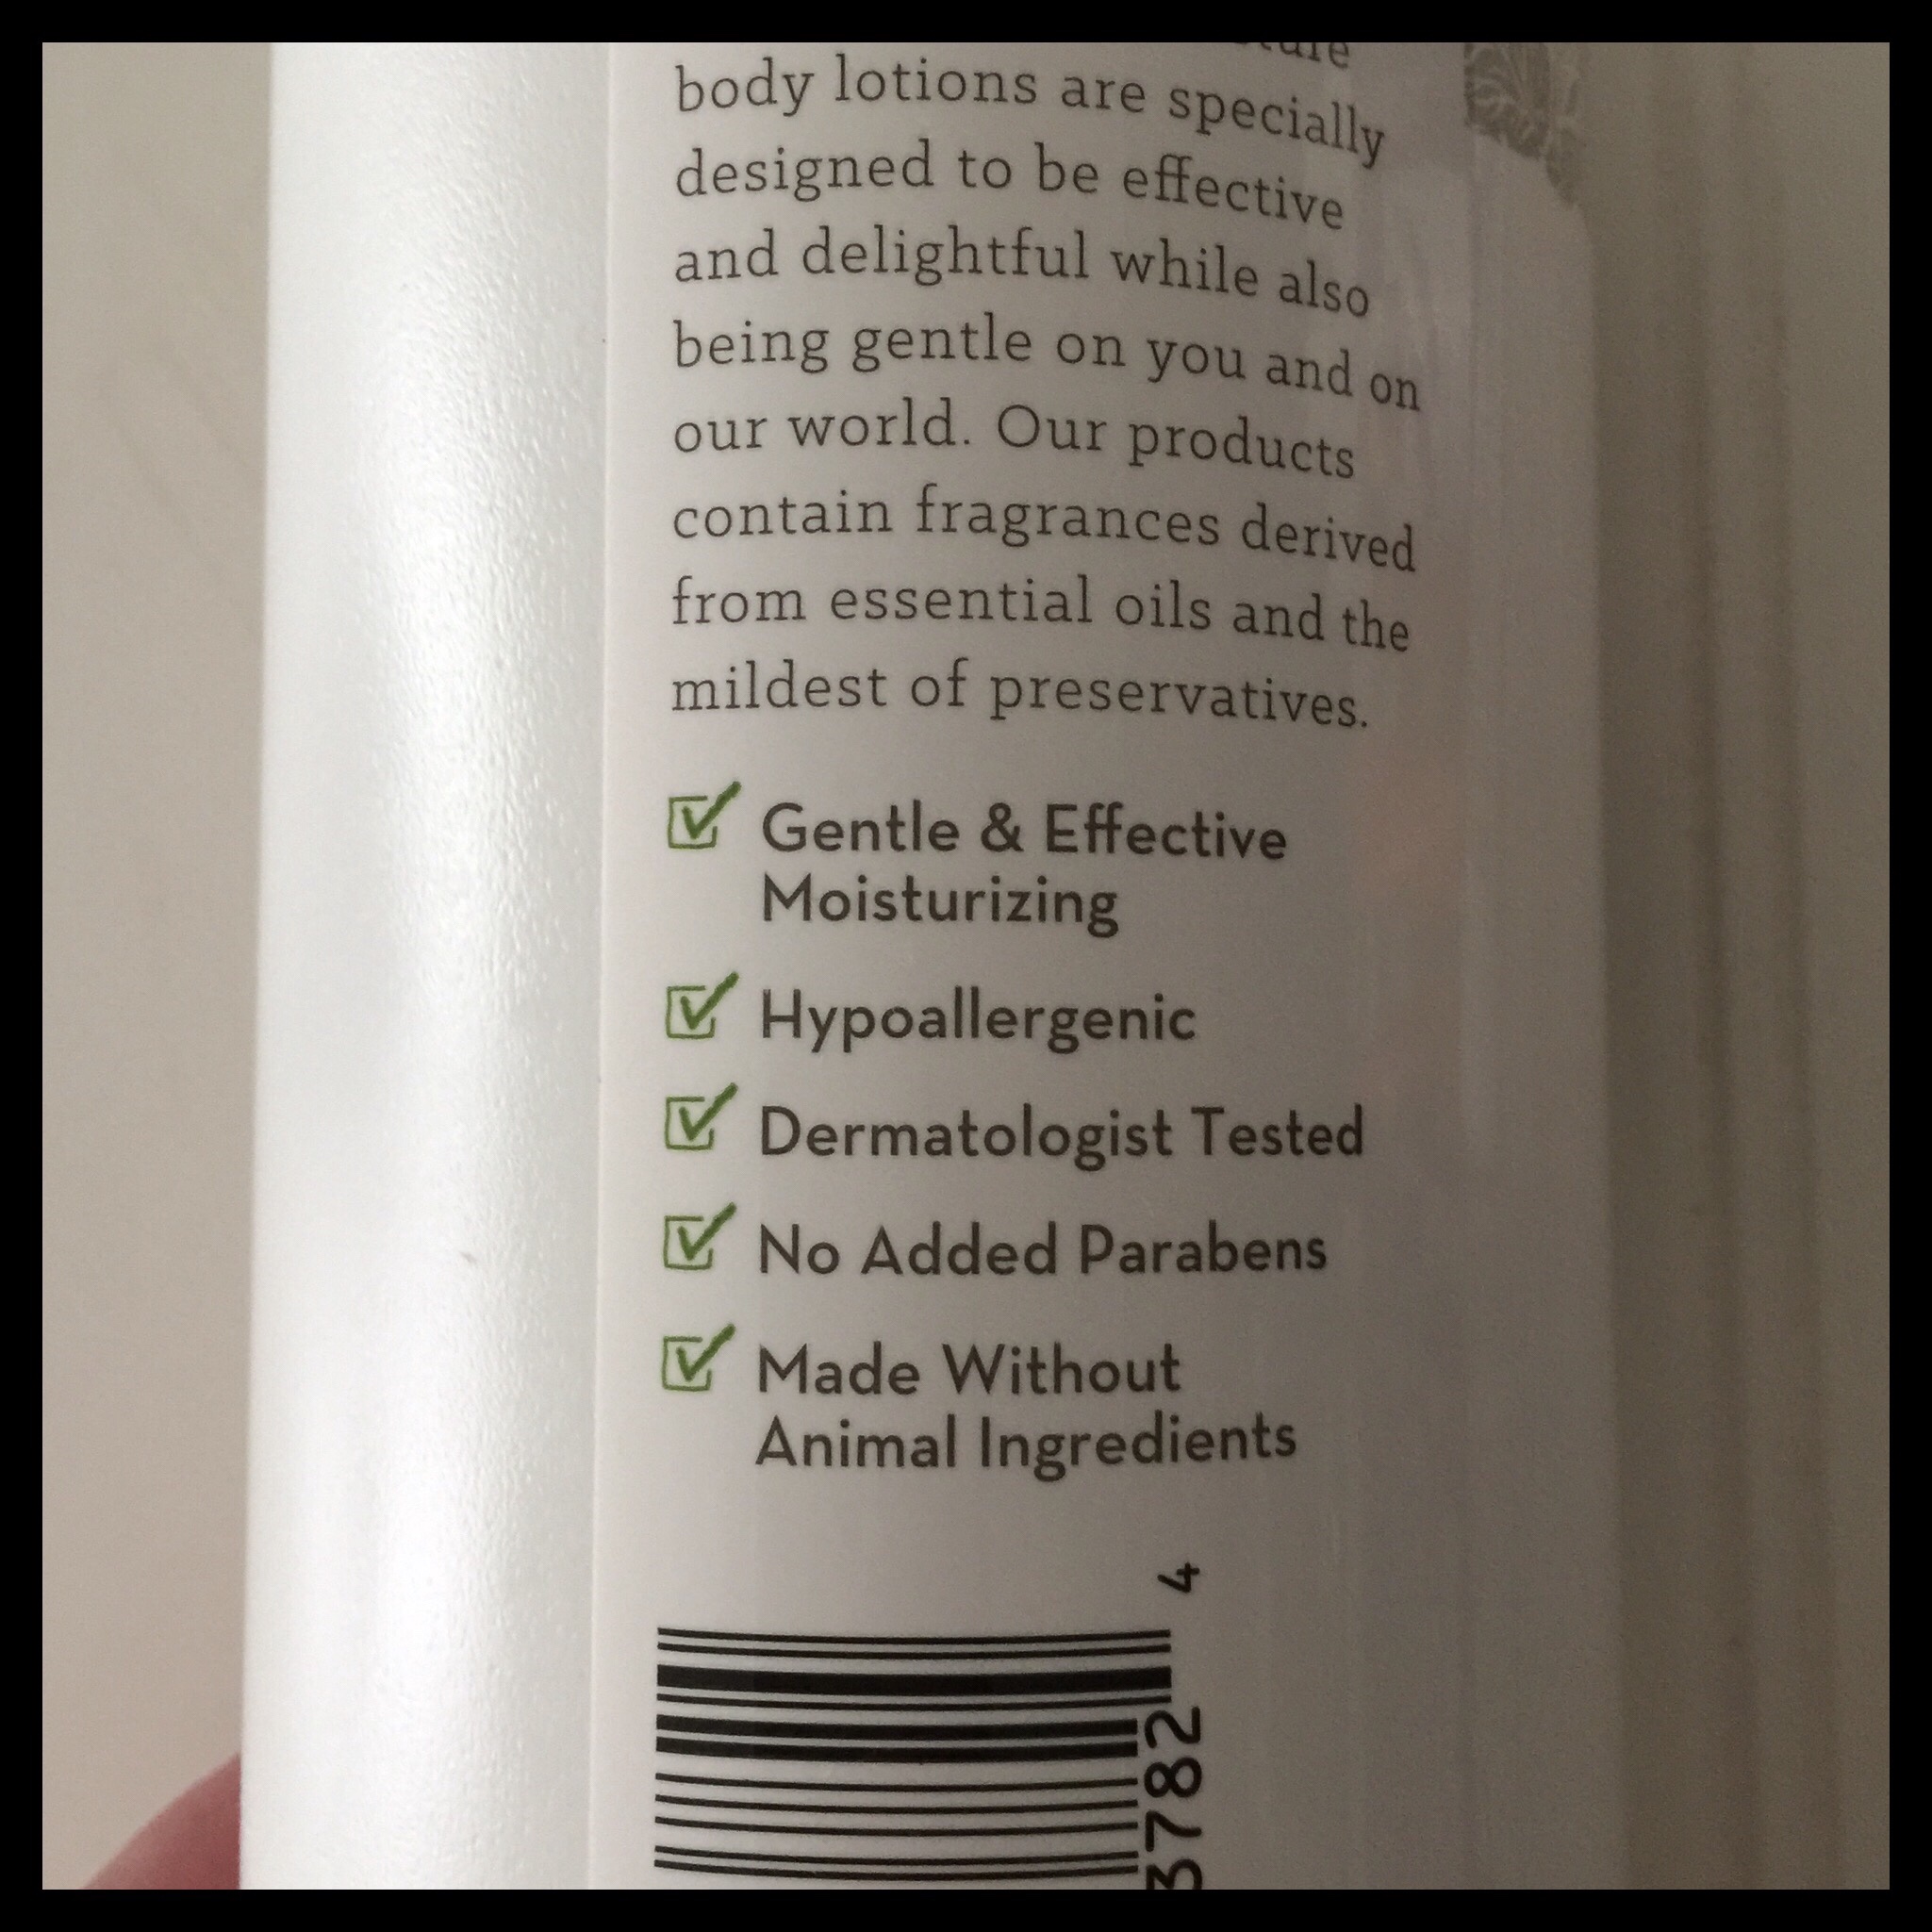 body lotions are specially
designed to be effective
and delightful while also
being gentle on you and on
our world. Our products
contain fragrances derived
from essential oils and the
mildest of preservatives.
Gentle & Effective
Moisturizing
Hypoallergenic
Dermatologist Tested
No Added Parabens
Made Without
Animal Ingredients
3782 4